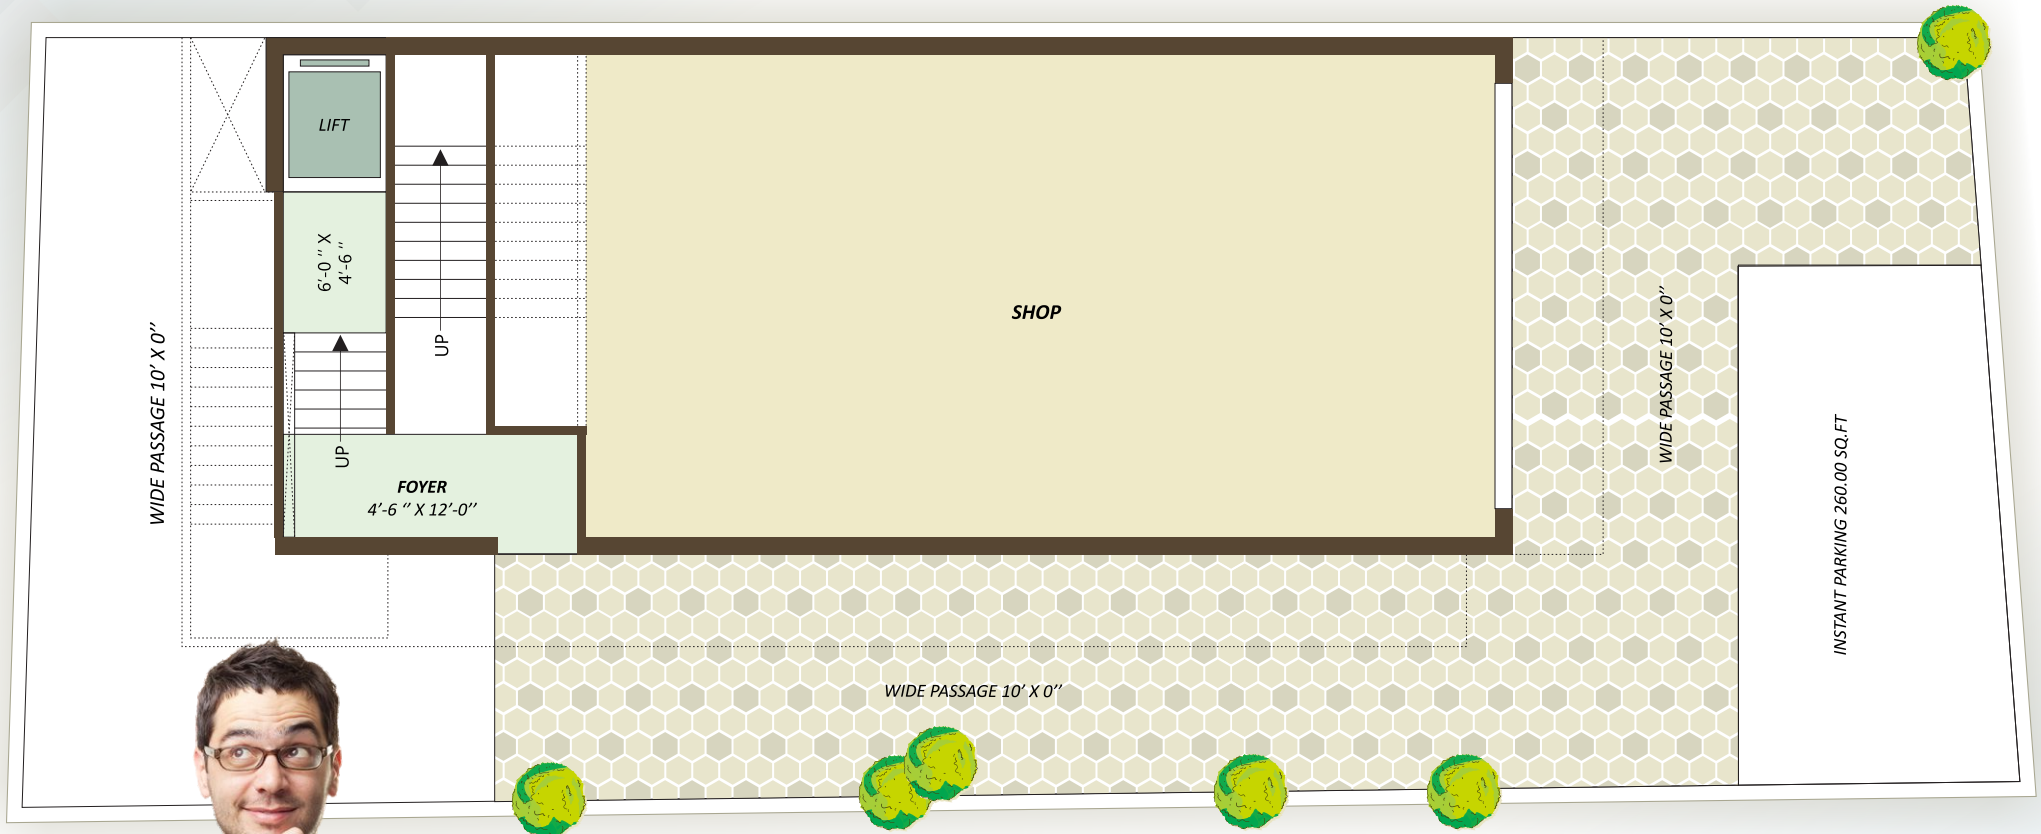 LIFT
6’-0 ’’ X
4’-6 ’’
UP
UP
FOYER
4’-6 ’’ X 12’-0’’
SHOP
WIDE PASSAGE 10’ X 0’’
WIDE PASSAGE 10’ X 0’’
WIDE PASSAGE 10’ X 0’’
INSTANT PARKING 260.00 SQ.FT